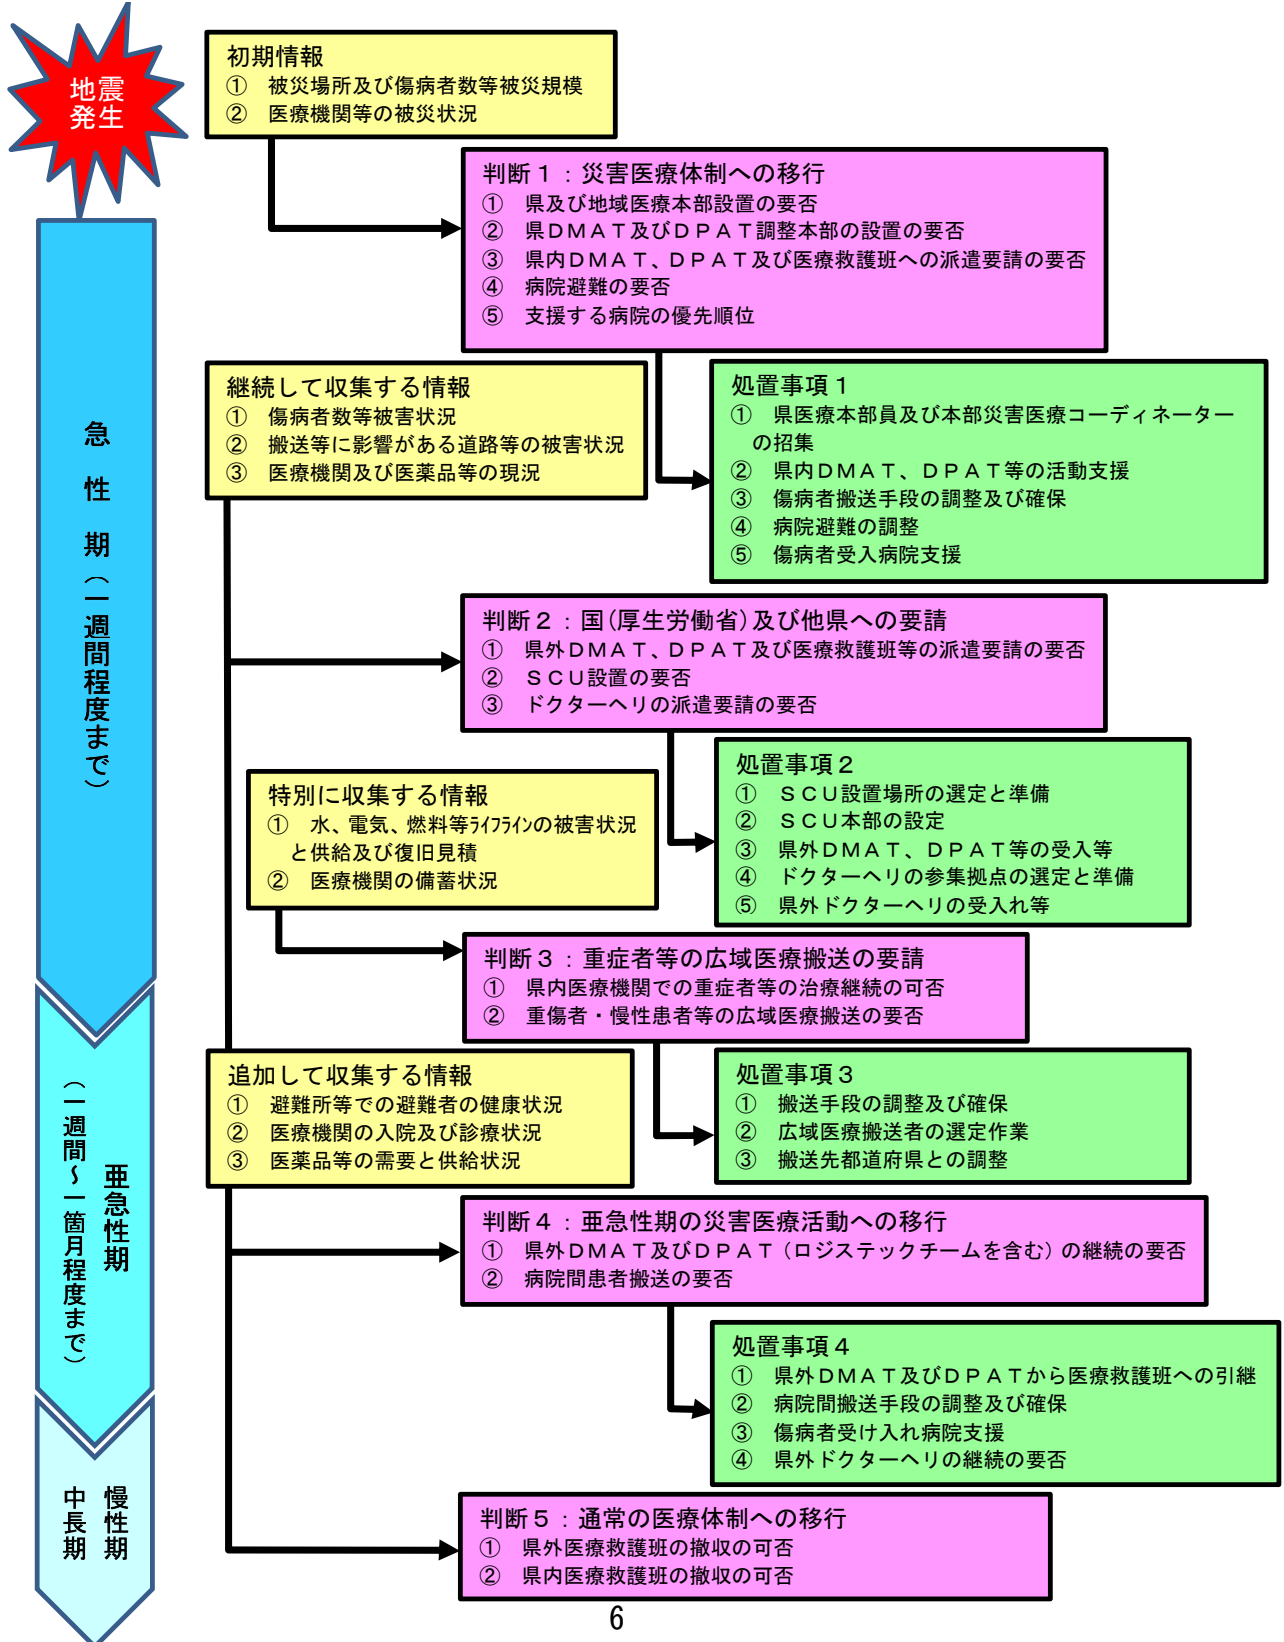 地震
発生
初期情報
① 被災場所及び傷病者数等被災規模
② 医療機関等の被災状況
判断１：災害医療体制への移行
① 県及び地域医療本部設置の要否
② 県ＤＭＡＴ及びＤＰＡＴ調整本部の設置の要否
③ 県内ＤＭＡＴ、ＤＰＡＴ及び医療救護班への派遣要請の要否
④ 病院避難の要否
⑤ 支援する病院の優先順位
継続して収集する情報
① 傷病者数等被害状況
② 搬送等に影響がある道路等の被害状況
③ 医療機関及び医薬品等の現況
処置事項１
① 県医療本部員及び本部災害医療コーディネーター
の招集
② 県内ＤＭＡＴ、ＤＰＡＴ等の活動支援
③ 傷病者搬送手段の調整及び確保
④ 病院避難の調整
⑤ 傷病者受入病院支援
急性期（一週間程度まで）
判断２：国(厚生労働省)及び他県への要請
① 県外ＤＭＡＴ、ＤＰＡＴ及び医療救護班等の派遣要請の要否
② ＳＣＵ設置の要否
③ ドクターヘリの派遣要請の要否
処置事項２
① ＳＣＵ設置場所の選定と準備
② ＳＣＵ本部の設定
③ 県外ＤＭＡＴ、ＤＰＡＴ等の受入等
④ ドクターヘリの参集拠点の選定と準備
⑤ 県外ドクターヘリの受入れ等
特別に収集する情報
① 水、電気、燃料等ﾗｲﾌﾗｲﾝの被害状況
と供給及び復旧見積
② 医療機関の備蓄状況
判断３：重症者等の広域医療搬送の要請
① 県内医療機関での重症者等の治療継続の可否
② 重傷者・慢性患者等の広域医療搬送の要否
追加して収集する情報
① 避難所等での避難者の健康状況
② 医療機関の入院及び診療状況
③ 医薬品等の需要と供給状況
処置事項３
① 搬送手段の調整及び確保
② 広域医療搬送者の選定作業
③ 搬送先都道府県との調整
亜急性期
（一週間～一箇月程度まで）
判断４：亜急性期の災害医療活動への移行
① 県外ＤＭＡＴ及びＤＰＡＴ（ロジステックチームを含む）の継続の要否
② 病院間患者搬送の要否
処置事項４
① 県外ＤＭＡＴ及びＤＰＡＴから医療救護班への引継
② 病院間搬送手段の調整及び確保
③ 傷病者受け入れ病院支援
④ 県外ドクターヘリの継続の要否
慢性期
中長期
判断５：通常の医療体制への移行
① 県外医療救護班の撤収の可否
② 県内医療救護班の撤収の可否
6